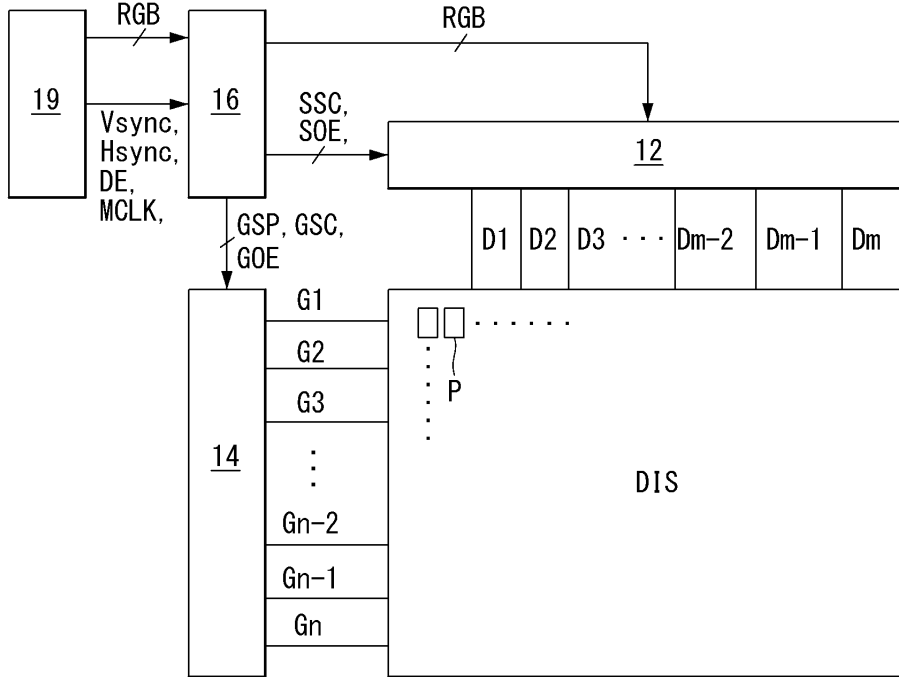 RGB
RGB
19
16
Vsync,
Hsync,
DE,
MCLK,
SSC,
SOE,
12
GSP, GSC,
GOE
D1 D2 D3 ··· Dm-2 Dm-1 Dm
G1
G2
G3
Gn-2
Gn-1
Gn
14
P
DIS